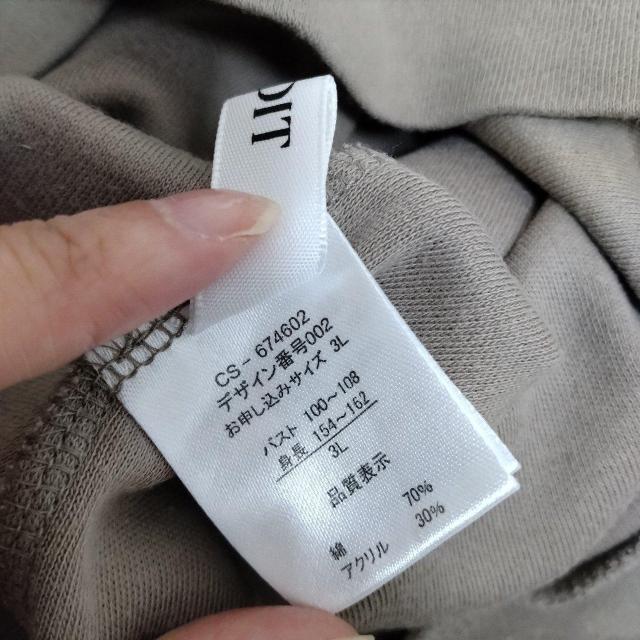 DIT
CS-674602
デザイン番号002
お申し込みサイズ 3L
バスト 100～108
身長 154～162
3L
品質表示
綿 70%
アクリル 30%